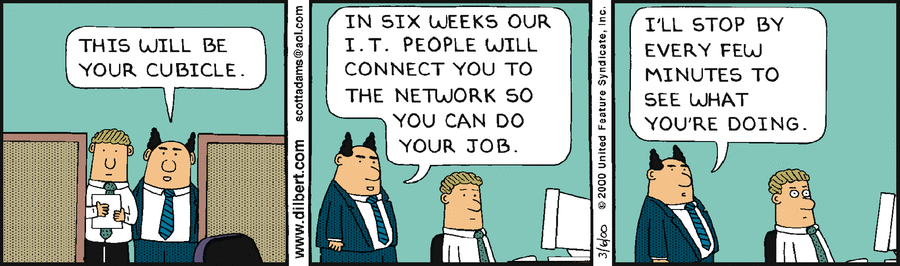 THIS WILL BE
YOUR CUBICLE.
www.dilbert.com scottadams@aol.com
IN SIX WEEKS OUR
I.T. PEOPLE WILL
CONNECT YOU TO
THE NETWORK SO
YOU CAN DO
YOUR JOB.
3/6/00 © 2000 United Feature Syndicate, Inc.
I'LL STOP BY
EVERY FEW
MINUTES TO
SEE WHAT
YOU'RE DOING.